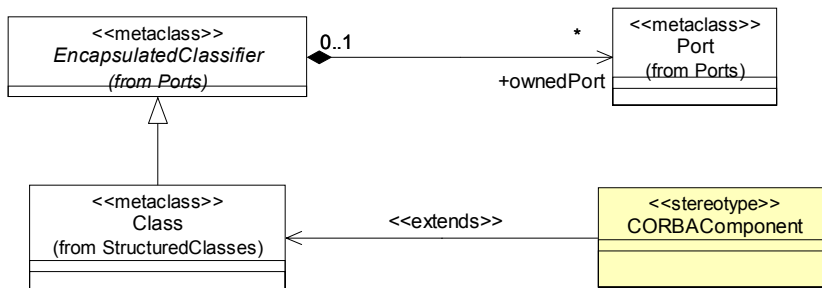 <<metaclass>>
EncapsulatedClassifier
(from Ports)
0..1
*
+ownedPort
<<metaclass>>
Port
(from Ports)
<<metaclass>>
Class
(from StructuredClasses)
<<extends>>
<<stereotype>>
CORBAComponent